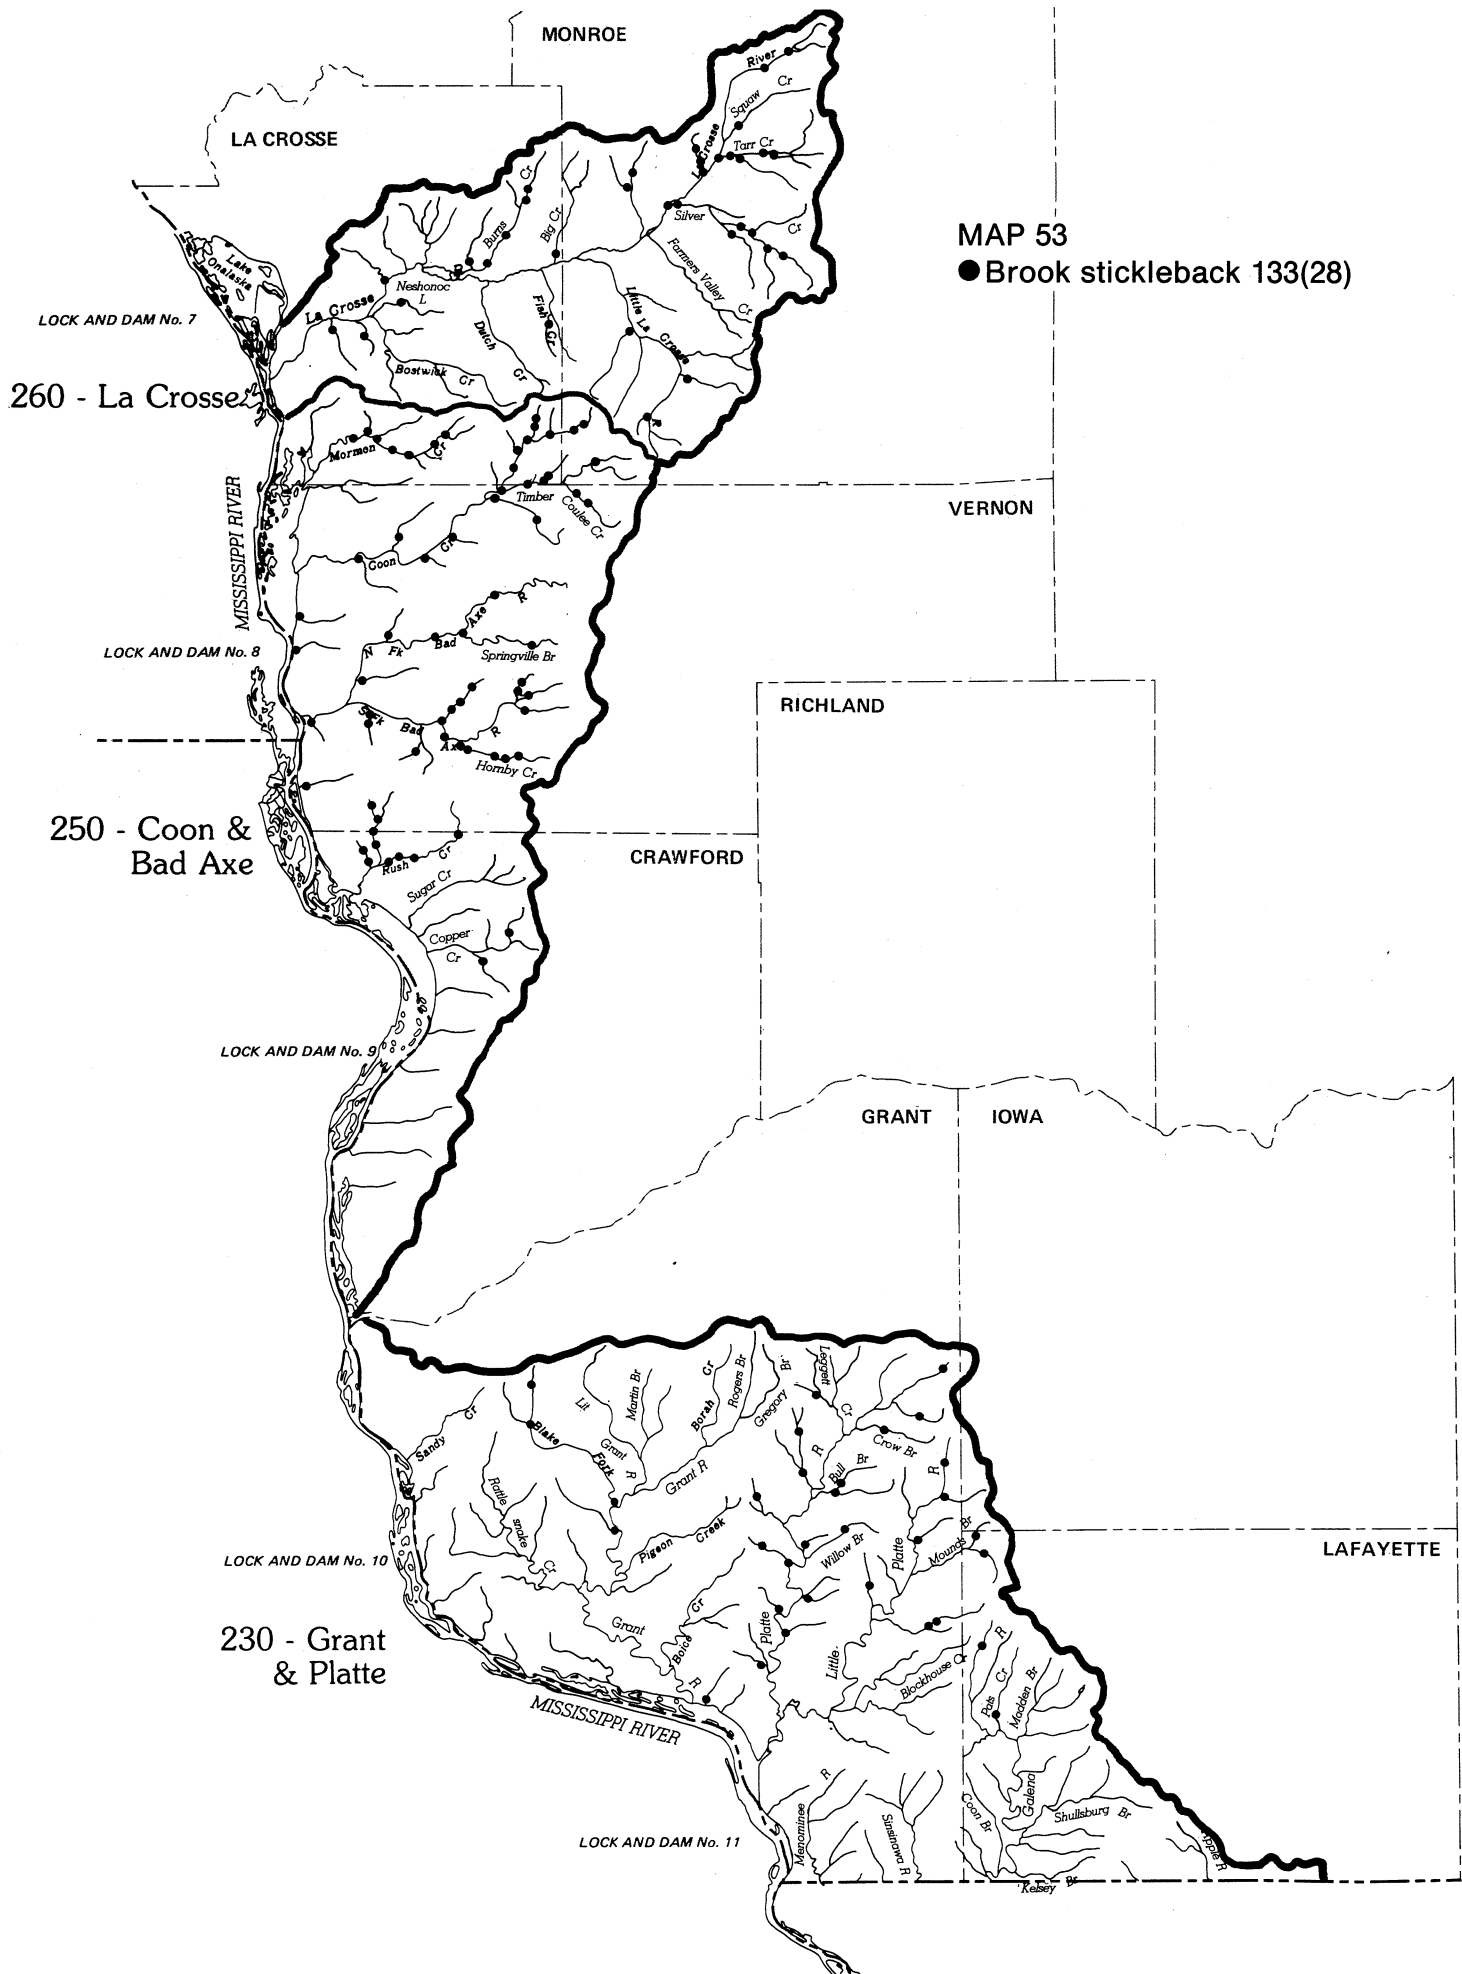 MONROE
River
Cr
Squaw
LA CROSSE
La Crosse
Tarr Cr
Cr
Burns
Big Cr
Silver
Cr
MAP 53
● Brook stickleback 133(28)
Lake
Onalaska
Farmers Valley
Cr
Neshonoc
L
La Crosse
Fish Cr
Little La Crosse
R
LOCK AND DAM No. 7
Dutch
Cr
Bostwick Cr
260 - La Crosse
Mormon
Cr
MISSISSIPPI RIVER
Timber
Coulee Cr
VERNON
Coon
Cr
N Fk Bad Axe R
LOCK AND DAM No. 8
Springville Br
RICHLAND
Bad Axe R
Hornby Cr
250 - Coon &
Bad Axe
CRAWFORD
Rush
Cr
Sugar Cr
Copper
Cr
LOCK AND DAM No. 9
GRANT
IOWA
Sandy
Cr
Blake
Fork
Lit
Grant
R
Martin Br
Borah
Cr
Rogers Br
Gregory
Br
Leggett
Cr
Crow Br
R
Bull
Br
R
Grant R
Rattle
snake
Cr
Pigeon
Creek
Willow Br
Platte
Mounds
Br
LAFAYETTE
LOCK AND DAM No. 10
230 - Grant
& Platte
Grant
R
Boice
Cr
Platte
Little
Blockhouse Cr
R
Pats
Cr
Madden Br
MISSISSIPPI RIVER
Menominee
R
Sinsinawa R
Coon Br
Galena
Shullsburg Br
Apple R
LOCK AND DAM No. 11
Kelsey Br